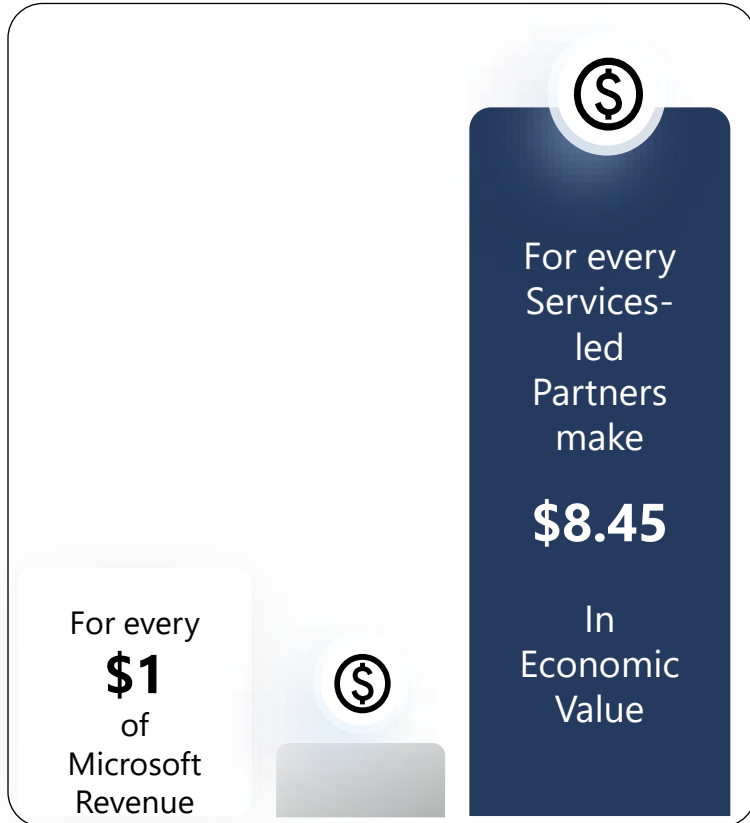 For every
$1
of
Microsoft
Revenue
$
$
For every
Services-
led
Partners
make
$8.45
In
Economic
Value